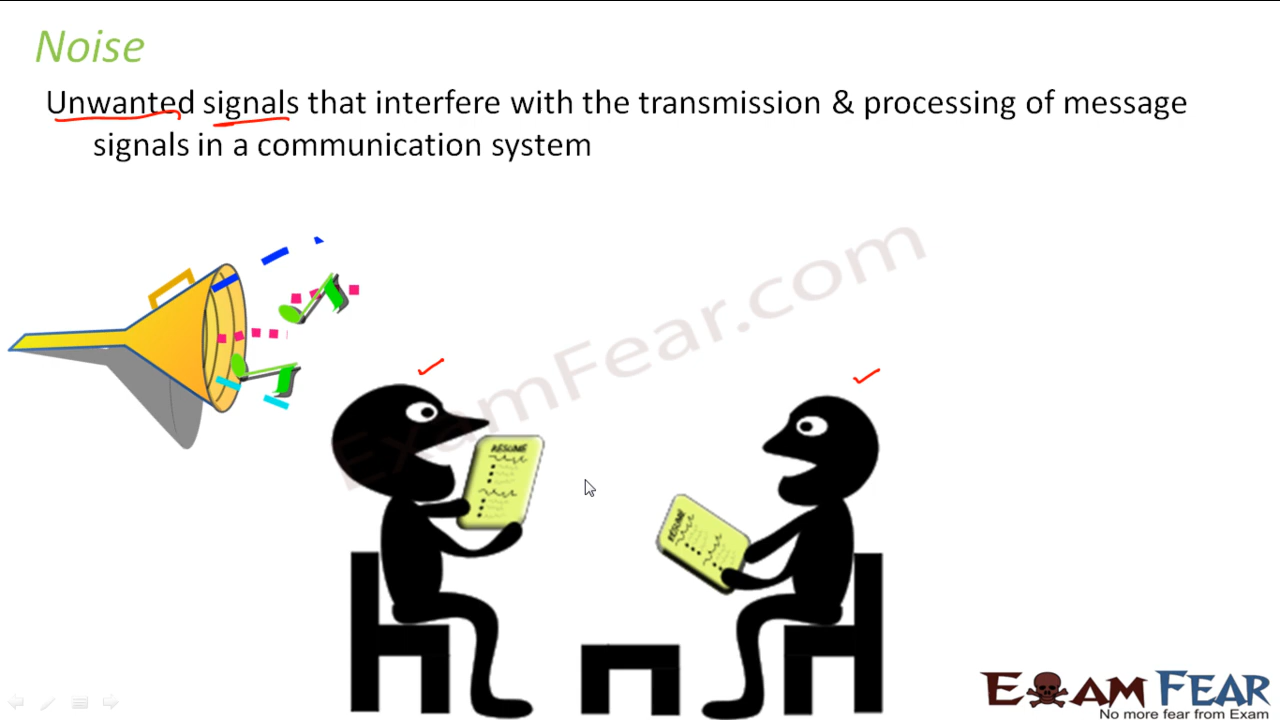 Noise
Unwanted signals that interfere with the transmission & processing of message
signals in a communication system
ExamFear.com
RESUME
RESUME
EXAM FEAR
No more fear from Exam